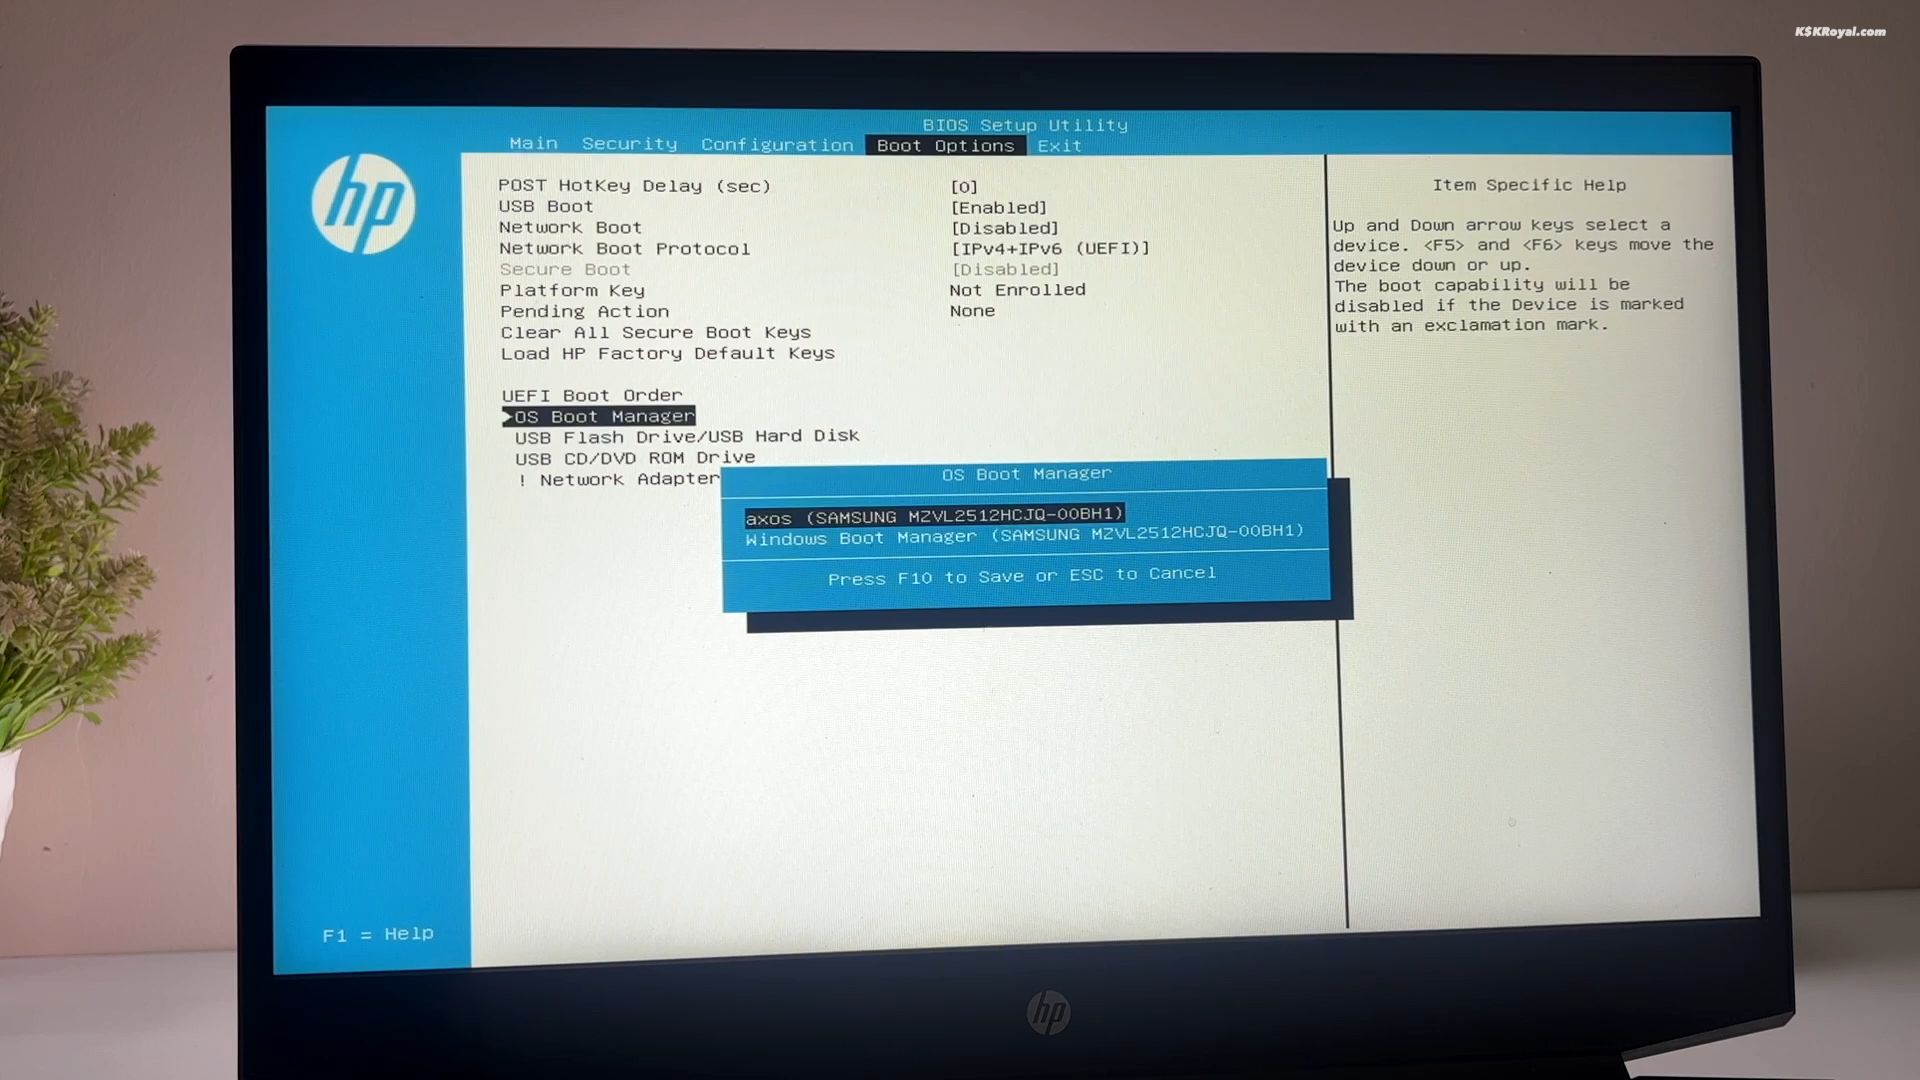 K$KRoyal.com
BIOS Setup Utility
Main Security Configuration Boot Options Exit
hp
POST HotKey Delay (sec) [0]
USB Boot [Enabled]
Network Boot [Disabled]
Network Boot Protocol [IPv4+IPv6 (UEFI)]
Secure Boot [Disabled]
Platform Key Not Enrolled
Pending Action None
Clear All Secure Boot Keys
Load HP Factory Default Keys
UEFI Boot Order
▶OS Boot Manager
USB Flash Drive/USB Hard Disk
USB CD/DVD ROM Drive
! Network Adapter
OS Boot Manager
axos (SAMSUNG MZVL2512HCJQ-00BH1)
Windows Boot Manager (SAMSUNG MZVL2512HCJQ-00BH1)
Press F10 to Save or ESC to Cancel
Item Specific Help
Up and Down arrow keys select a
device. <F5> and <F6> keys move the
device down or up.
The boot capability will be
disabled if the Device is marked
with an exclamation mark.
F1 = Help
hp